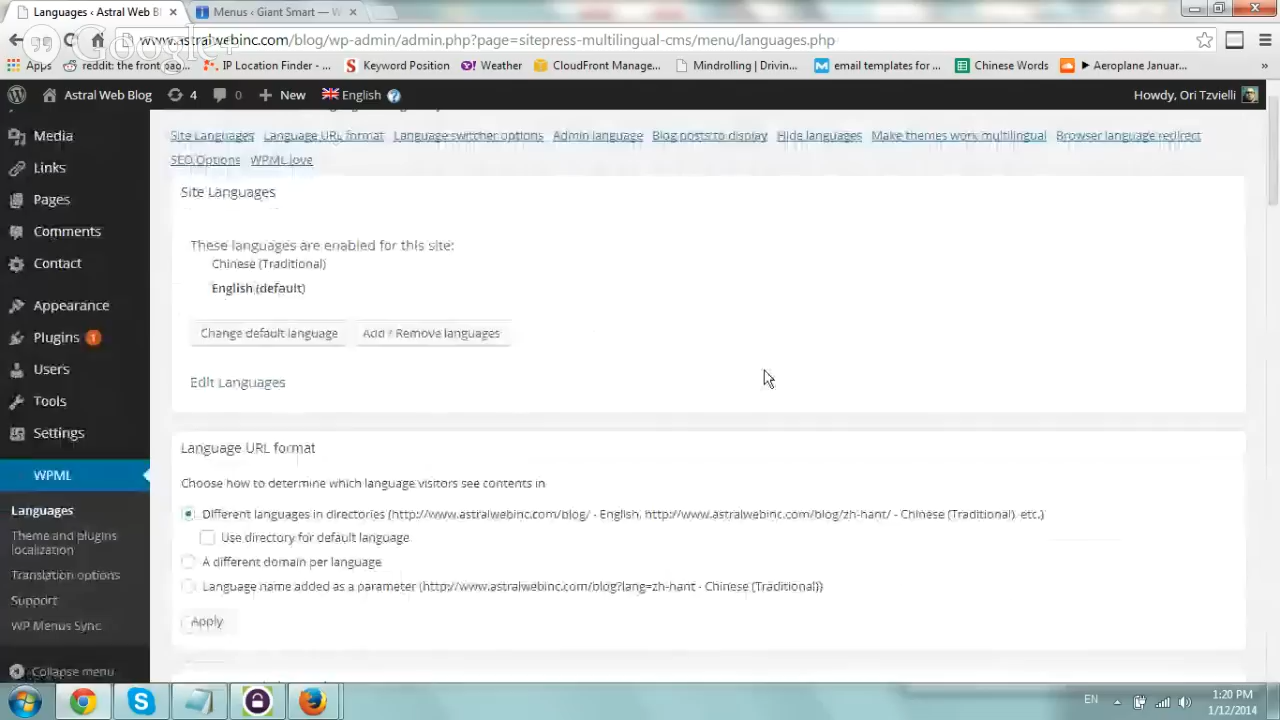 Languages ‹ Astral Web Bl
Menus ‹ Giant Smart — W
www.astralwebinc.com/blog/wp-admin/admin.php?page=sitepress-multilingual-cms/menu/languages.php
Google+
Apps reddit: the front pag... IP Location Finder - ... Keyword Position Weather CloudFront Manage... Mindrolling | Drivin... email templates for ... Chinese Words ► Aeroplane Januar... »
Astral Web Blog 4 0 New English Howdy, Ori Tzvielli
Media
Links
Pages
Comments
Contact
Appearance
Plugins 1
Users
Tools
Settings
WPML
Languages
Theme and plugins
localization
Translation options
Support
WP Menus Sync
Collapse menu
Site Languages Language URL format Language switcher options Admin language Blog posts to display Hide languages Make themes work multilingual Browser language redirect
SEO Options WPML love
Site Languages
These languages are enabled for this site:
Chinese (Traditional)
English (default)
Change default language Add / Remove languages
Edit Languages
Language URL format
Choose how to determine which language visitors see contents in
Different languages in directories (http://www.astralwebinc.com/blog/ - English, http://www.astralwebinc.com/blog/zh-hant/ - Chinese (Traditional), etc.)
Use directory for default language
A different domain per language
Language name added as a parameter (http://www.astralwebinc.com/blog?lang=zh-hant - Chinese (Traditional))
Apply
EN
1:20 PM
1/12/2014